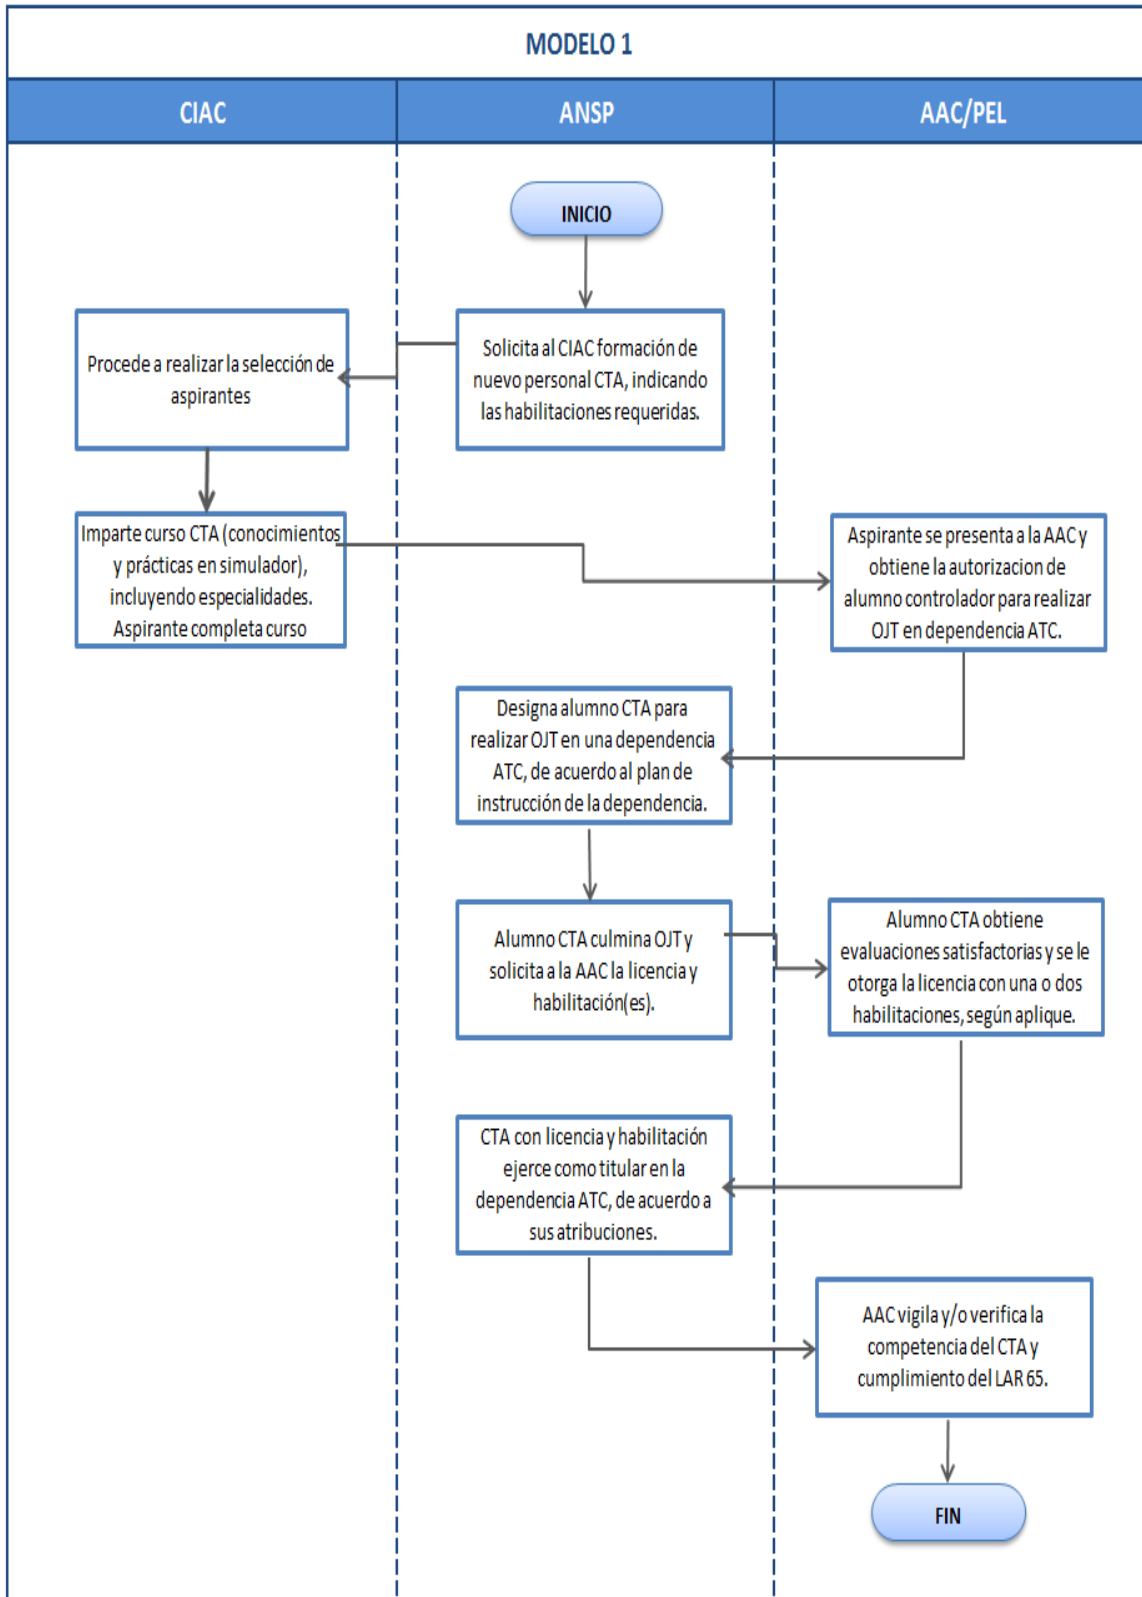 MODELO 1
CIAC
ANSP
AAC/PEL
INICIO
Solicita al CIAC formación de
nuevo personal CTA, indicando
las habilitaciones requeridas.
Procede a realizar la selección de
aspirantes
Imparte curso CTA (conocimientos
y prácticas en simulador),
incluyendo especialidades.
Aspirante completa curso
Aspirante se presenta a la AAC y
obtiene la autorizacion de
alumno controlador para realizar
OJT en dependencia ATC.
Designa alumno CTA para
realizar OJT en una dependencia
ATC, de acuerdo al plan de
instrucción de la dependencia.
Alumno CTA culmina OJT y
solicita a la AAC la licencia y
habilitación(es).
Alumno CTA obtiene
evaluaciones satisfactorias y se le
otorga la licencia con una o dos
habilitaciones, según aplique.
CTA con licencia y habilitación
ejerce como titular en la
dependencia ATC, de acuerdo a
sus atribuciones.
AAC vigila y/o verifica la
competencia del CTA y
cumplimiento del LAR 65.
FIN